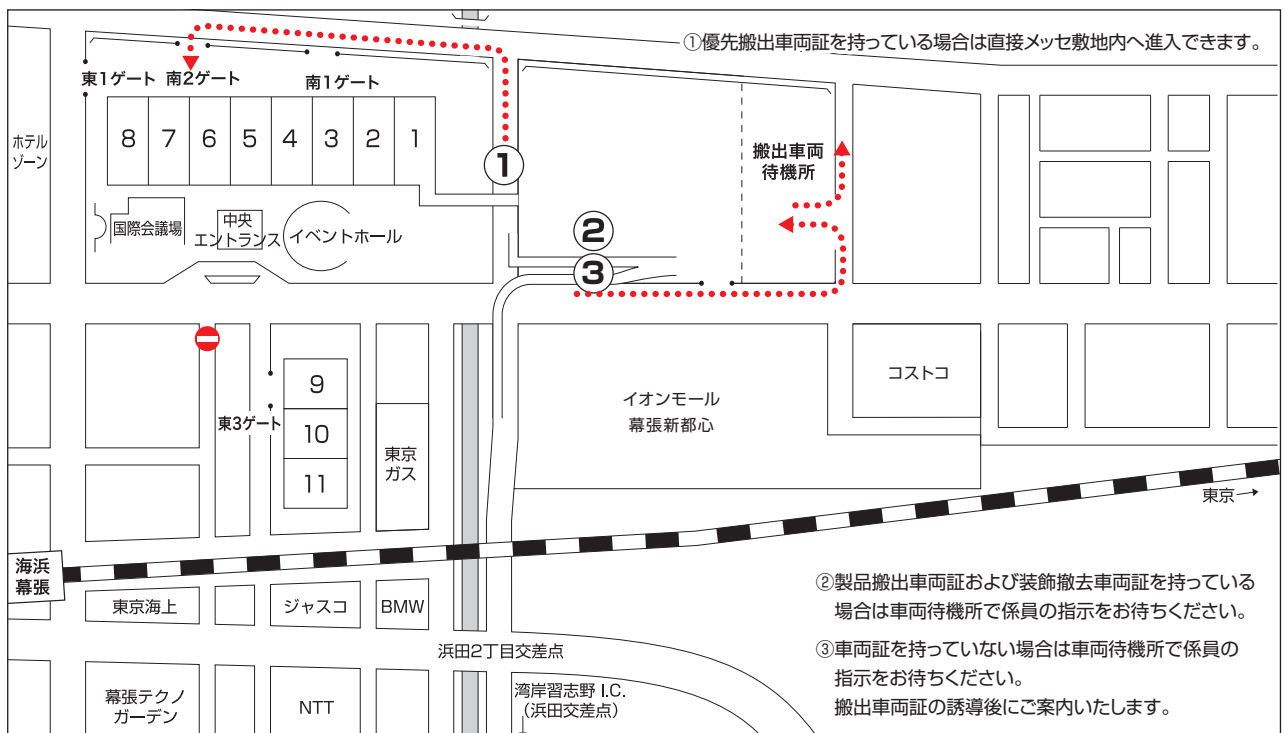 ①優先搬出車両証を持っている場合は直接メッセ敷地内へ進入できます。
東1ゲート 南2ゲート 南1ゲート
ホテル
ゾーン
8 7 6 5 4 3 2 1
①
搬出車両
待機所
国際会議場
中央
エントランス
イベントホール
②
③
9
10
11
東3ゲート
東京
ガス
イオンモール
幕張新都心
コストコ
東京→
海浜
幕張
東京海上
ジャスコ
BMW
浜田2丁目交差点
幕張テクノ
ガーデン
NTT
湾岸習志野 I.C.
(浜田交差点)
②製品搬出車両証および装飾撤去車両証を持っている
場合は車両待機所で係員の指示をお待ちください。
③車両証を持っていない場合は車両待機所で係員の
指示をお待ちください。
搬出車両証の誘導後にご案内いたします。